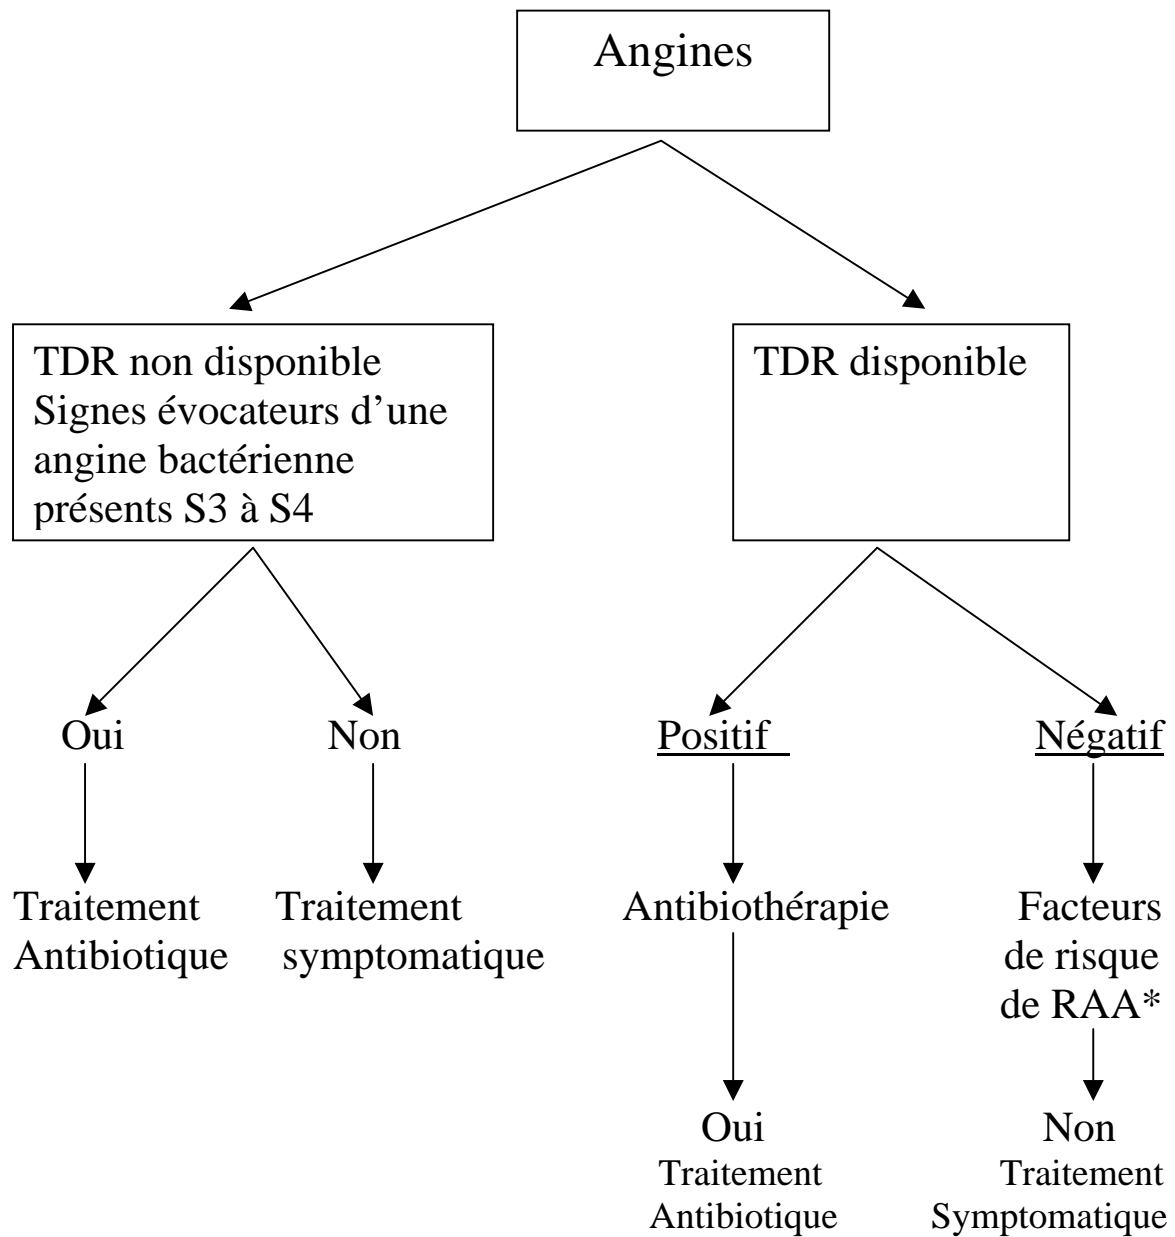 Angines
TDR non disponible
Signes évocateurs d’une
angine bactérienne
présents S3 à S4
TDR disponible
Oui
Non
Positif
Négatif
Traitement
Antibiotique
Traitement
symptomatique
Antibiothérapie
Facteurs
de risque
de RAA*
Oui
Traitement
Antibiotique
Non
Traitement
Symptomatique